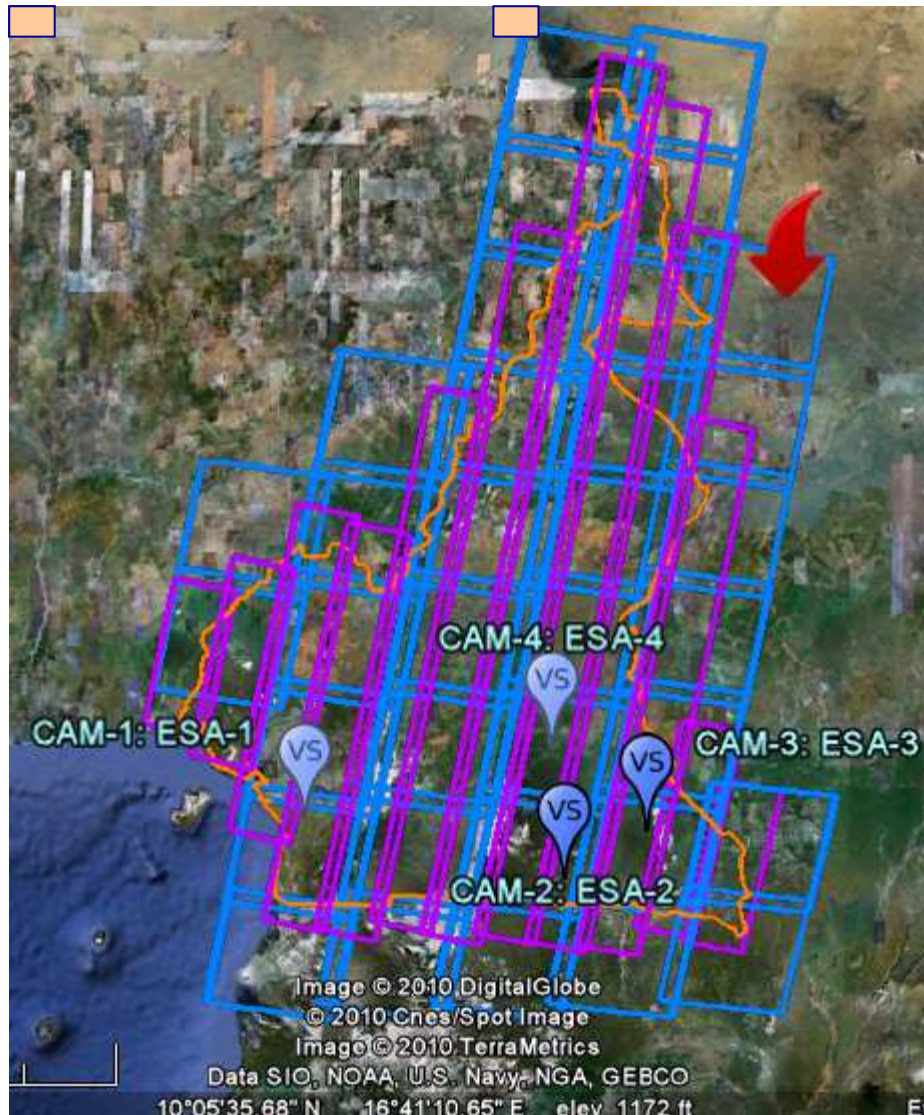 CAM-4: ESA-4
VS
CAM-1: ESA-1
VS
CAM-3: ESA-3
VS
VS
CAM-2: ESA-2
Image © 2010 DigitalGlobe
© 2010 Cnes/Spot Image
Image © 2010 TerraMetrics
Data SIO, NOAA, U.S. Navy, NGA, GEBCO
10°05'35.68" N 16°41'10.65" E elev 1172 ft E